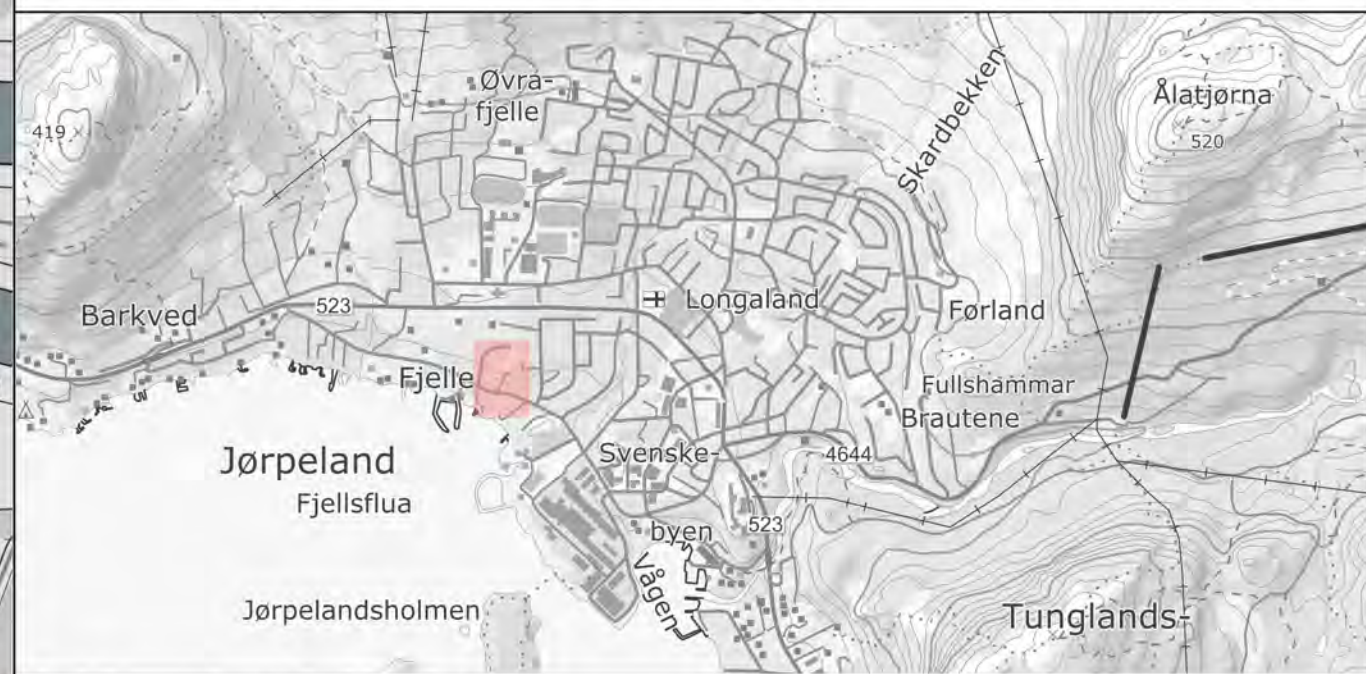 Øvra-
fjelle
Skardbekken
Ålatjørna
520
419
Barkved
523
Longaland
Førland
Fjelle
Fullshammar
Brautene
Jørpeland
Fjellsflua
Svenske-
byen
4644
523
Vågen
Jørpelandsholmen
Tunglands-